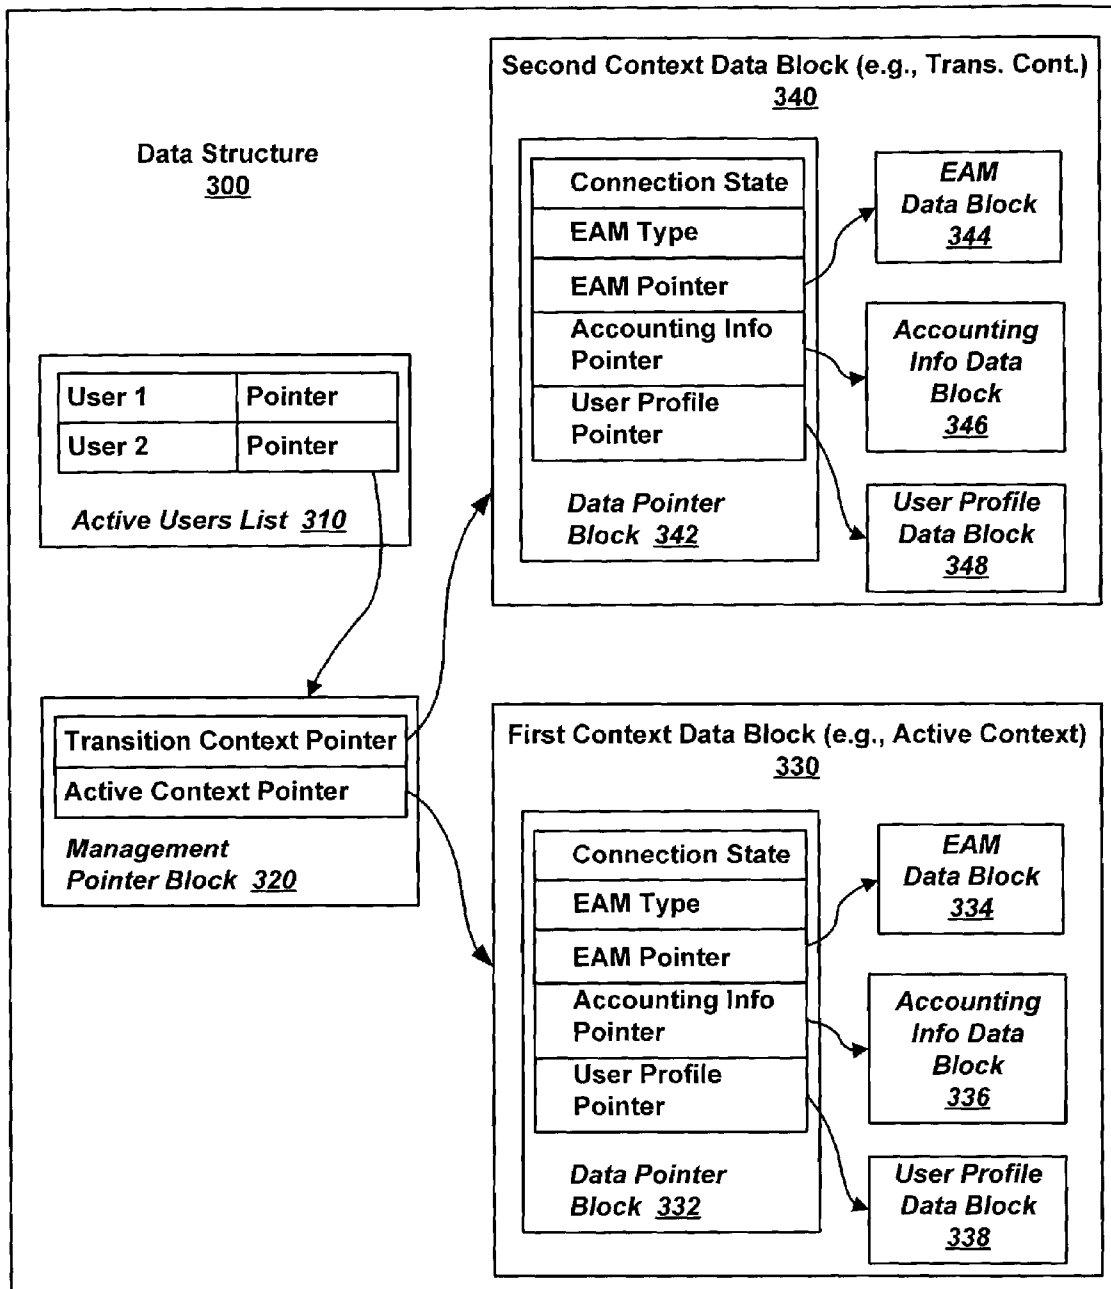 Data Structure
300
User 1 Pointer
User 2 Pointer
Active Users List 310
Transition Context Pointer
Active Context Pointer
Management
Pointer Block 320
Second Context Data Block (e.g., Trans. Cont.)
340
Connection State
EAM Type
EAM Pointer
Accounting Info
Pointer
User Profile
Pointer
Data Pointer
Block 342
EAM
Data Block
344
Accounting
Info Data
Block
346
User Profile
Data Block
348
First Context Data Block (e.g., Active Context)
330
Connection State
EAM Type
EAM Pointer
Accounting Info
Pointer
User Profile
Pointer
Data Pointer
Block 332
EAM
Data Block
334
Accounting
Info Data
Block
336
User Profile
Data Block
338